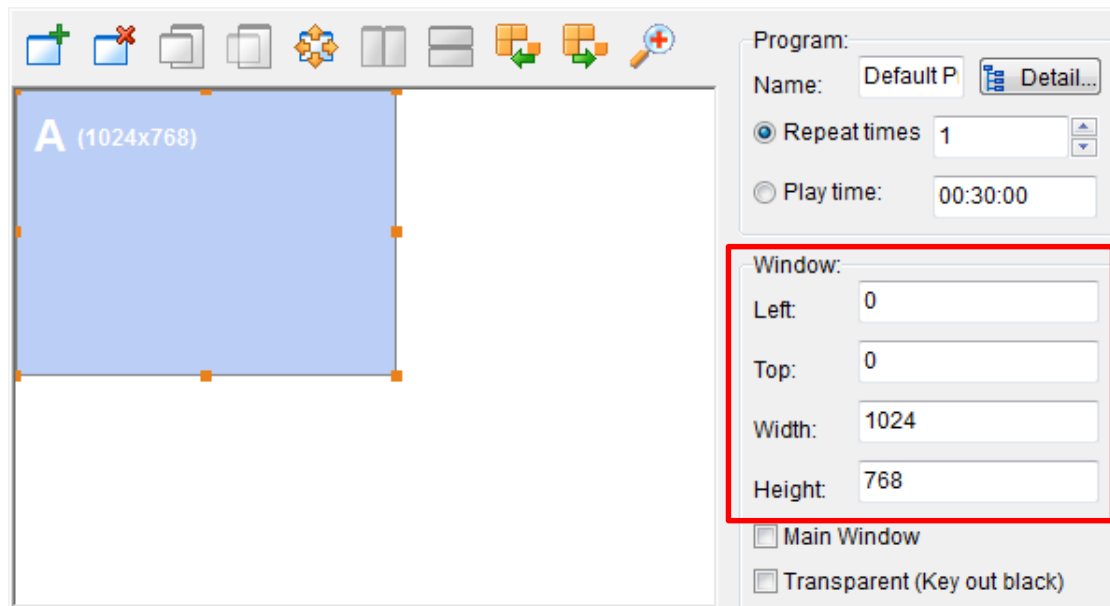 A (1024x768)
Program:
Name: Default P Detail...
Repeat times 1
Play time: 00:30:00
Window:
Left: 0
Top: 0
Width: 1024
Height: 768
Main Window
Transparent (Key out black)